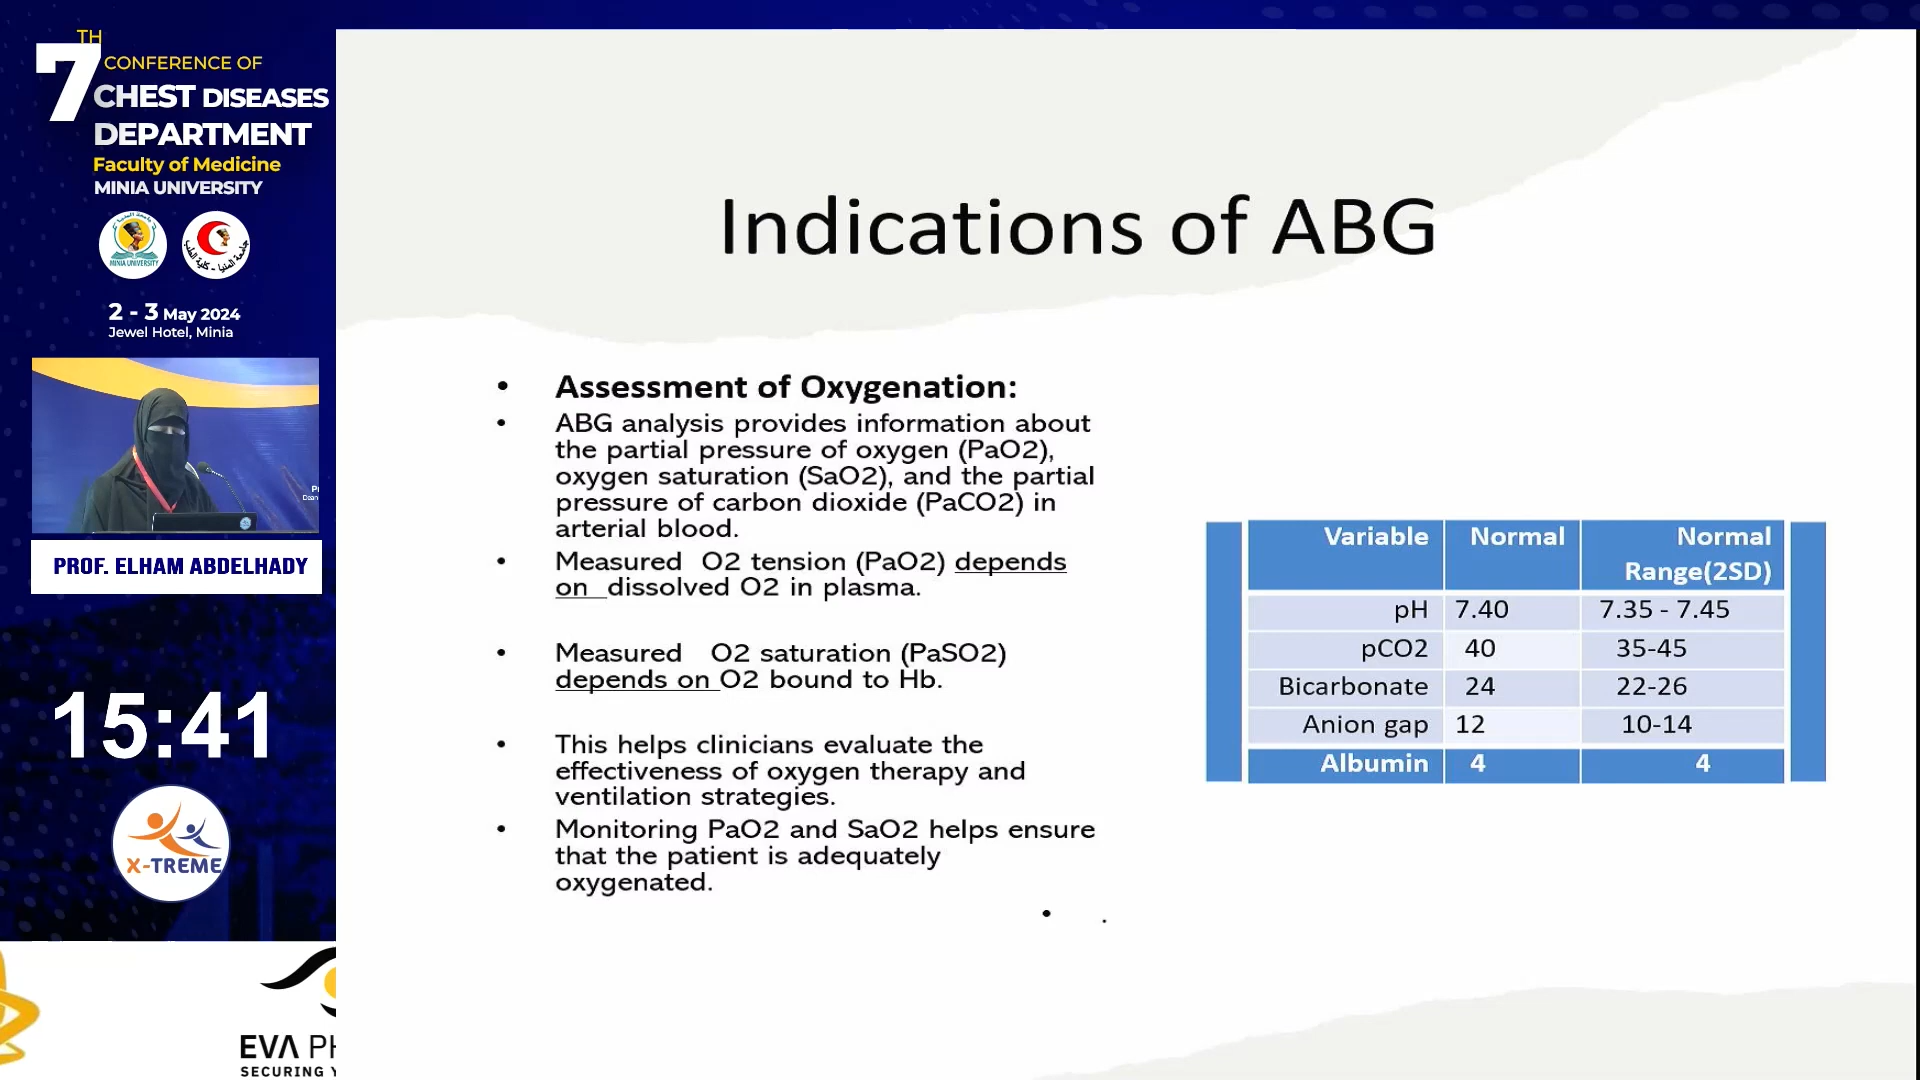 7TH
CONFERENCE OF
CHEST DISEASES
DEPARTMENT
Faculty of Medicine
MINIA UNIVERSITY
MINIA UNIVERSITY
2 - 3 May 2024
Jewel Hotel, Minia
PROF. ELHAM ABDELHADY
15:41
X-TREME
EVA PH
SECURING Y
Indications of ABG
• Assessment of Oxygenation:
• ABG analysis provides information about
the partial pressure of oxygen (PaO2),
oxygen saturation (SaO2), and the partial
pressure of carbon dioxide (PaCO2) in
arterial blood.
• Measured O2 tension (PaO2) depends
on dissolved O2 in plasma.
• Measured O2 saturation (PaSO2)
depends on O2 bound to Hb.
• This helps clinicians evaluate the
effectiveness of oxygen therapy and
ventilation strategies.
• Monitoring PaO2 and SaO2 helps ensure
that the patient is adequately
oxygenated.
• .
Variable Normal Normal
Range(2SD)
pH 7.40 7.35 - 7.45
pCO2 40 35-45
Bicarbonate 24 22-26
Anion gap 12 10-14
Albumin 4 4